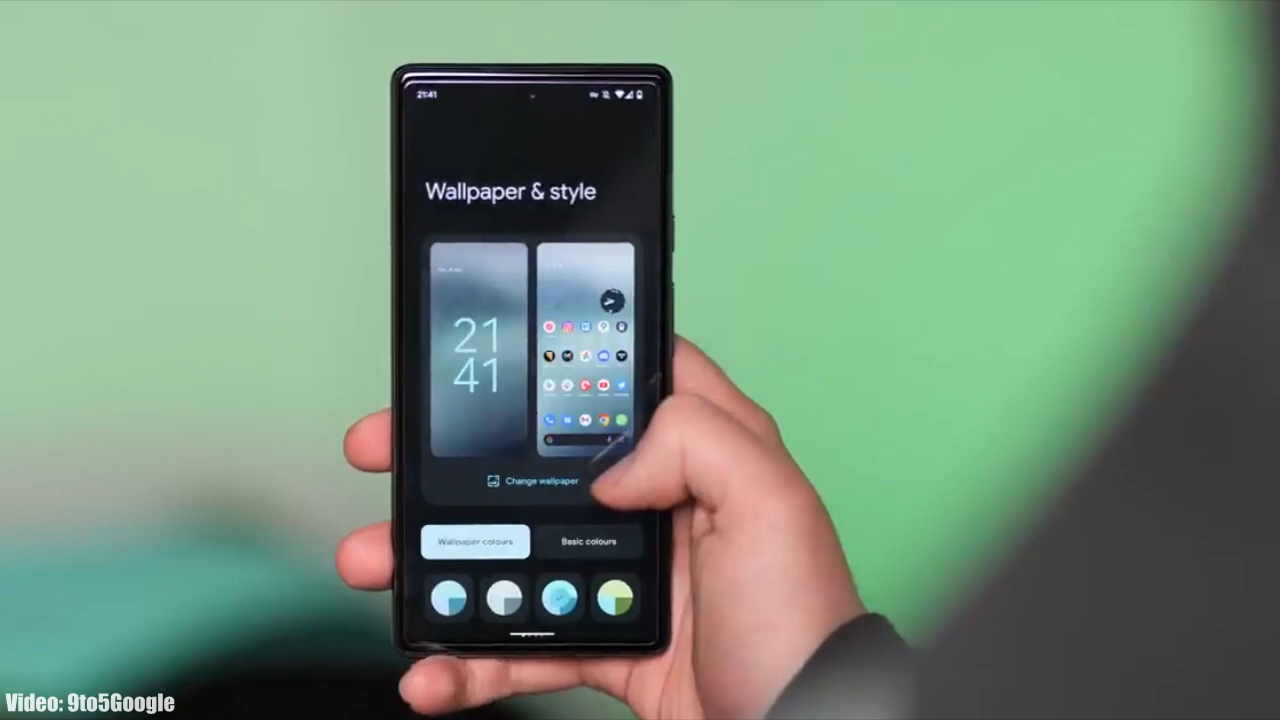 21:41
Wallpaper & style
21
41
Change wallpaper
Wallpaper colours
Basic colours
Video: 9to5Google